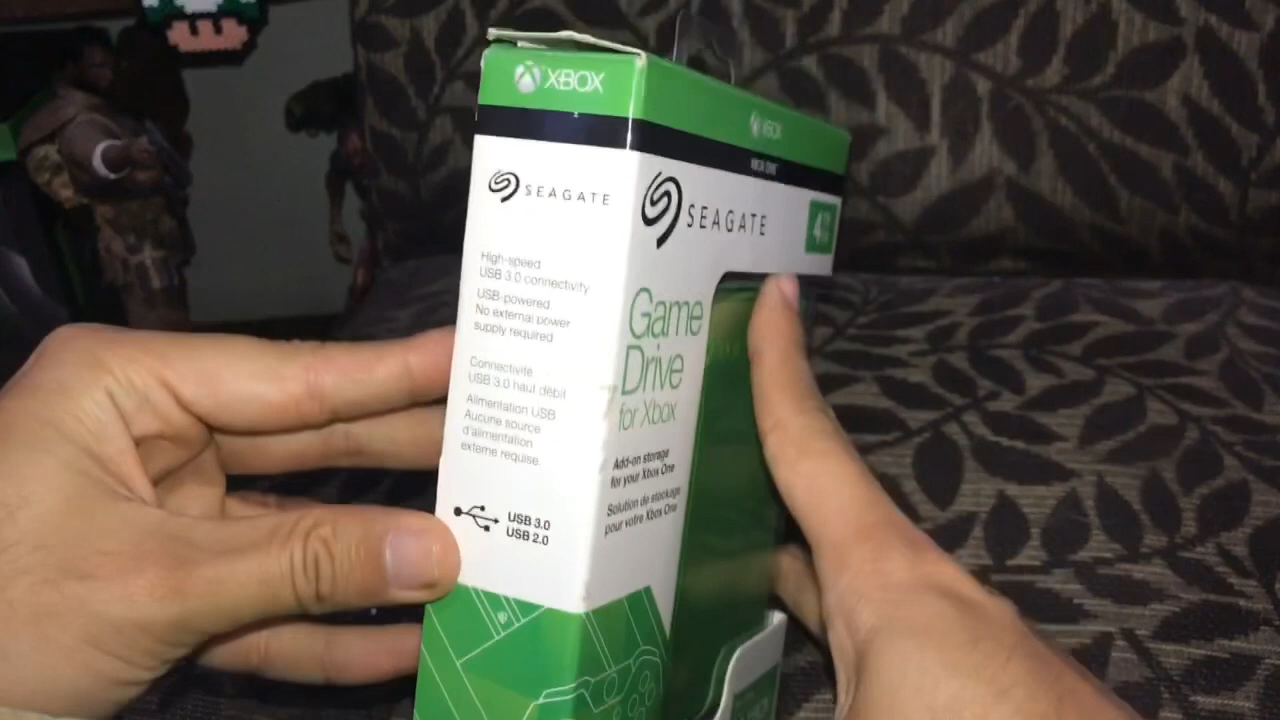 XBOX
SEAGATE
High-speed
USB 3.0 connectivity
USB-powered
No external power
supply required
Connectivité
USB 3.0 haut débit
Alimentation USB
Aucune source
d'alimentation
externe requise.
USB 3.0
USB 2.0
XBOX
XBOX ONE
SEAGATE
4
Game
Drive
for Xbox
Add-on storage
for your Xbox One
Solution de stockage
pour votre Xbox One